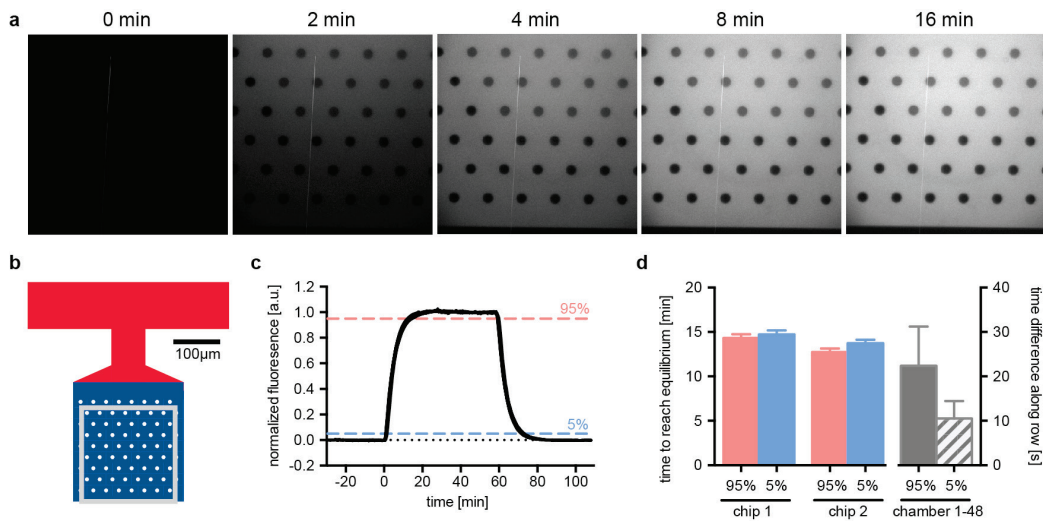 a
0 min 2 min 4 min 8 min 16 min
b
100μm
c
normalized fluoresence [a.u.]
1.2
1.0
0.8
0.6
0.4
0.2
0.0
-0.2
95%
5%
-20 0 20 40 60 80 100
time [min]
d
time to reach equilibrium [min]
20
15
10
5
0
40
30
20
10
0
time difference along row [s]
95% 5% 95% 5% 95% 5%
chip 1 chip 2 chamber 1-48